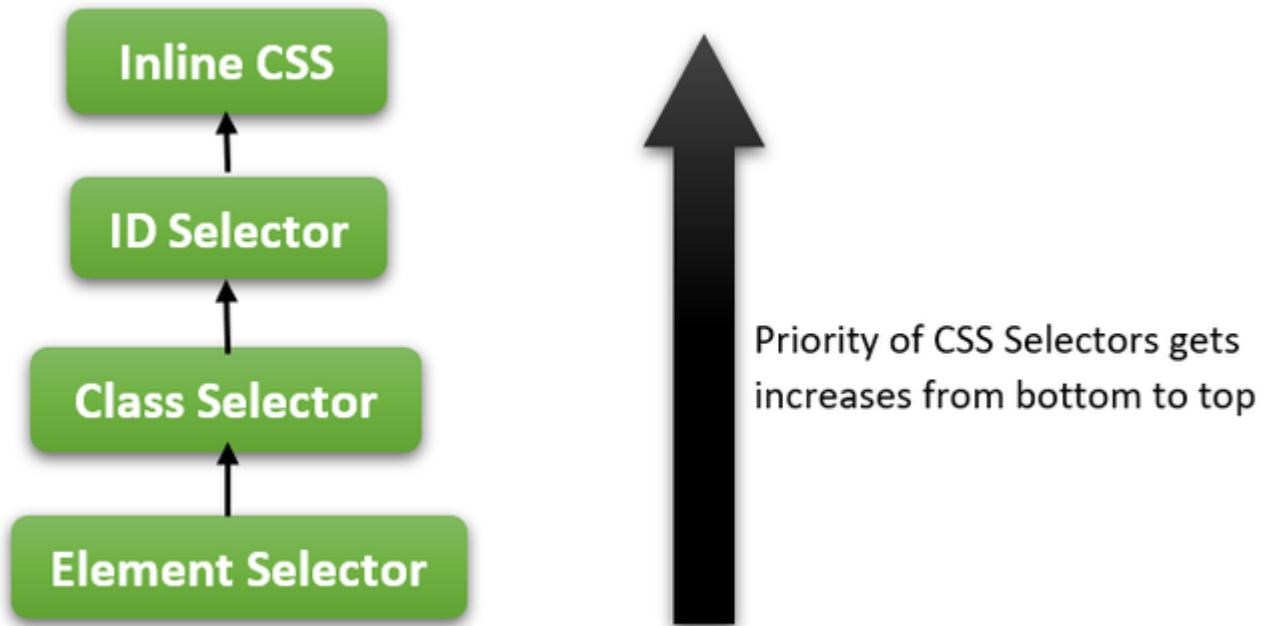 Inline CSS
ID Selector
Class Selector
Element Selector
Priority of CSS Selectors gets
increases from bottom to top